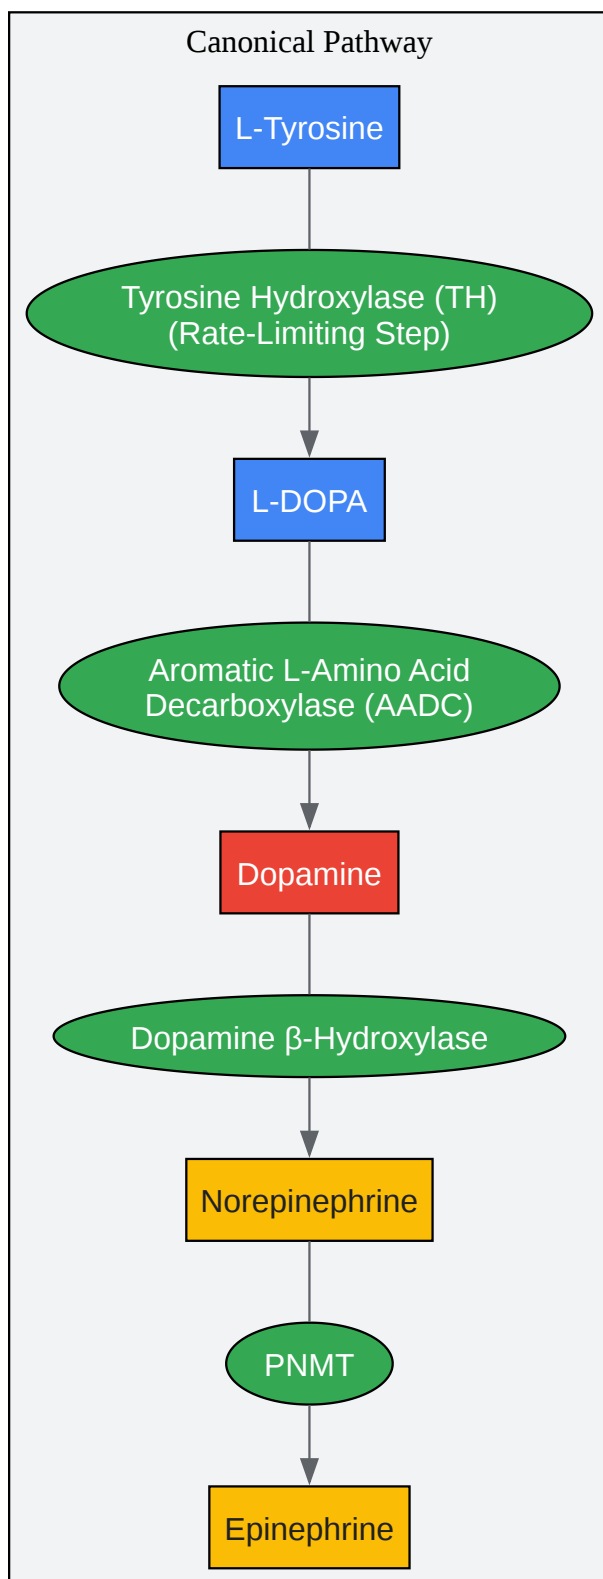 Canonical Pathway
L-Tyrosine
Tyrosine Hydroxylase (TH)
(Rate-Limiting Step)
L-DOPA
Aromatic L-Amino Acid
Decarboxylase (AADC)
Dopamine
Dopamine β-Hydroxylase
Norepinephrine
PNMT
Epinephrine